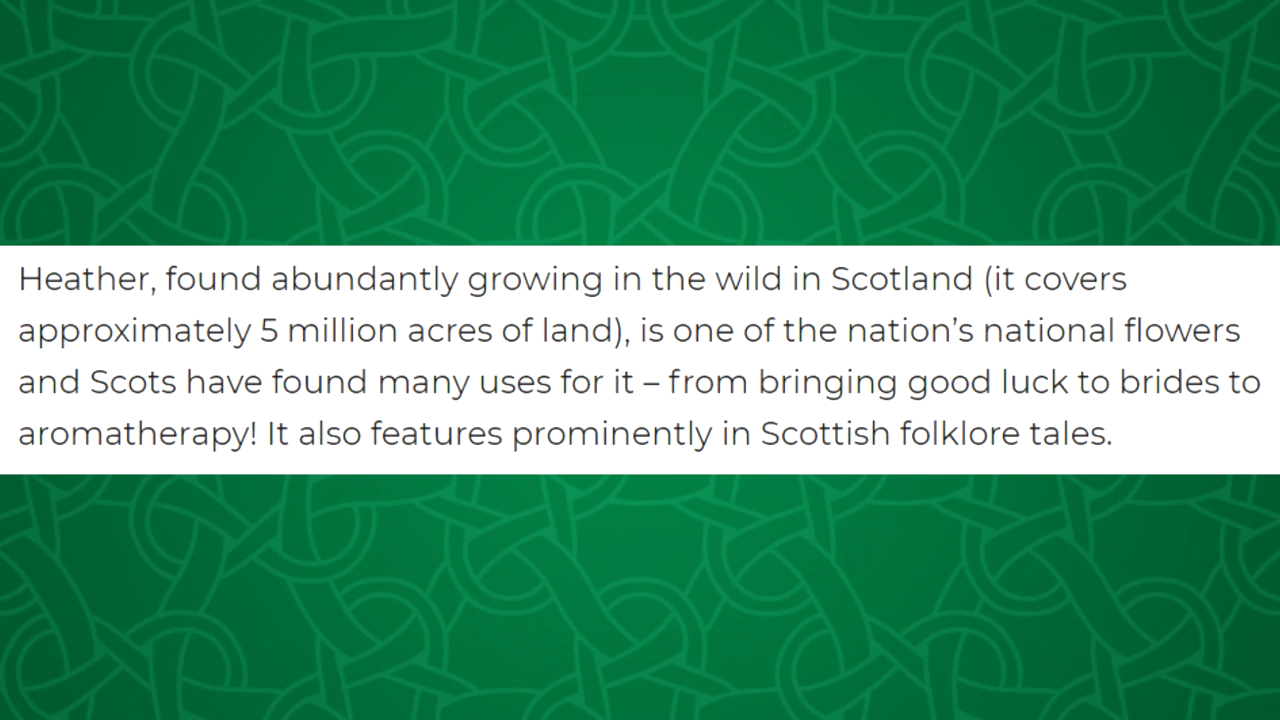 Heather, found abundantly growing in the wild in Scotland (it covers
approximately 5 million acres of land), is one of the nation’s national flowers
and Scots have found many uses for it – from bringing good luck to brides to
aromatherapy! It also features prominently in Scottish folklore tales.